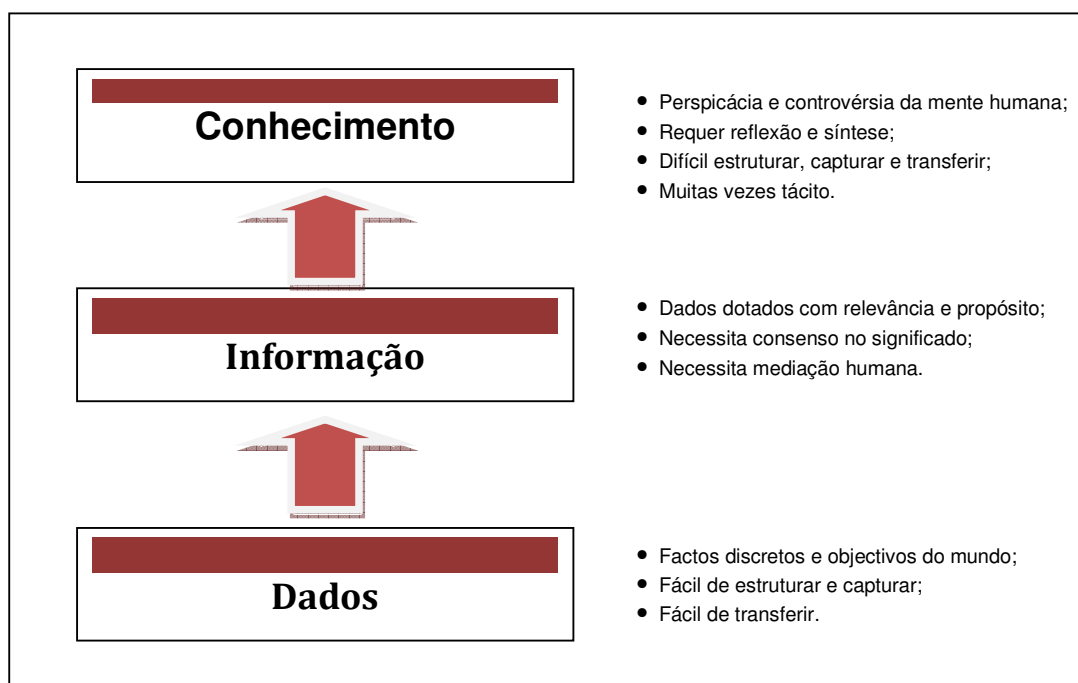 Conhecimento
• Perspicácia e controvérsia da mente humana;
• Requer reflexão e síntese;
• Difícil estruturar, capturar e transferir;
• Muitas vezes tácito.
Informação
• Dados dotados com relevância e propósito;
• Necessita consenso no significado;
• Necessita mediação humana.
Dados
• Factos discretos e objectivos do mundo;
• Fácil de estruturar e capturar;
• Fácil de transferir.